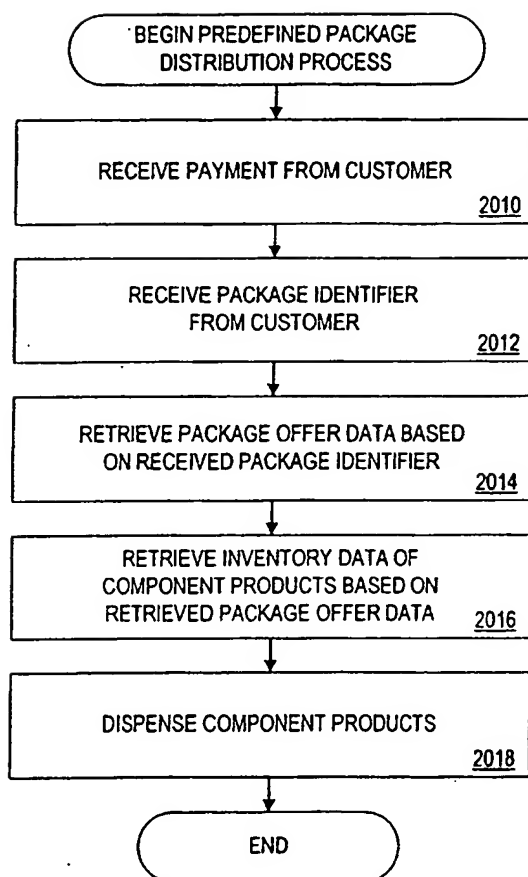 BEGIN PREDEFINED PACKAGE
DISTRIBUTION PROCESS
RECEIVE PAYMENT FROM CUSTOMER
2010
RECEIVE PACKAGE IDENTIFIER
FROM CUSTOMER
2012
RETRIEVE PACKAGE OFFER DATA BASED
ON RECEIVED PACKAGE IDENTIFIER
2014
RETRIEVE INVENTORY DATA OF
COMPONENT PRODUCTS BASED ON
RETRIEVED PACKAGE OFFER DATA
2016
DISPENSE COMPONENT PRODUCTS
2018
END